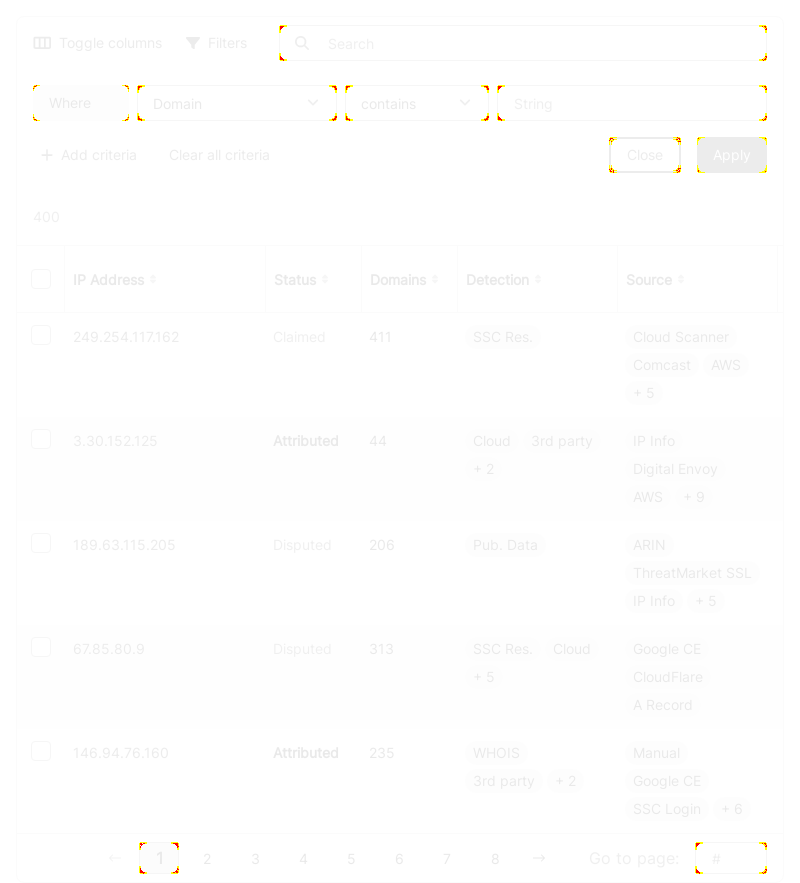 Toggle columns Filters Search
Where Domain contains String
+ Add criteria Clear all criteria Close Apply
400
IP Address Status Domains Detection Source
249.254.117.162 Claimed 411 SSC Res. Cloud Scanner
Comcast AWS
+ 5
3.30.152.125 Attributed 44 Cloud 3rd party IP Info
+ 2 Digital Envoy
AWS + 9
189.63.115.205 Disputed 206 Pub. Data ARIN
ThreatMarket SSL
IP Info + 5
67.85.80.9 Disputed 313 SSC Res. Cloud Google CE
+ 5 CloudFlare
A Record
146.94.76.160 Attributed 235 WHOIS Manual
3rd party + 2 Google CE
SSC Login + 6
← 1 2 3 4 5 6 7 8 → Go to page: #